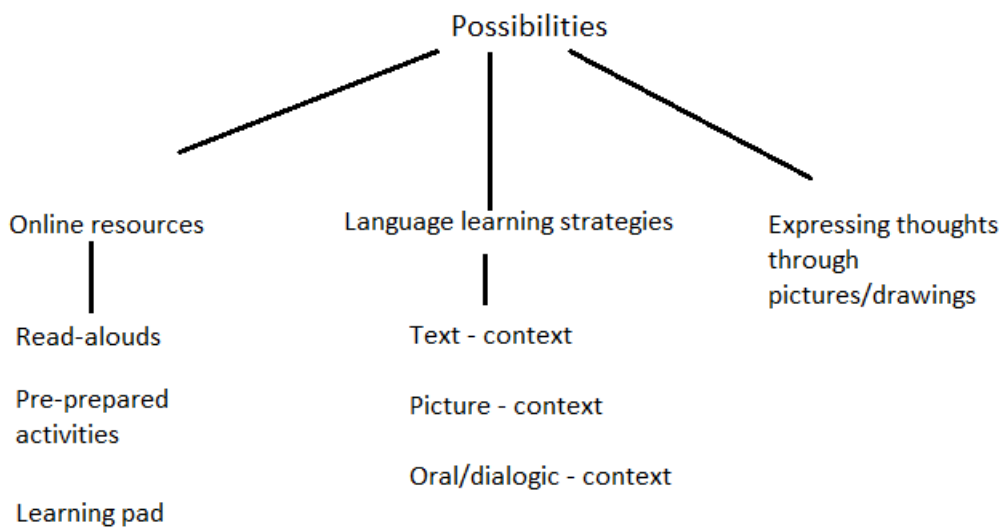 Possibilities
Online resources
Language learning strategies
Expressing thoughts
through
pictures/drawings
Read-alouds
Pre-prepared
activities
Learning pad
Text - context
Picture - context
Oral/dialogic - context